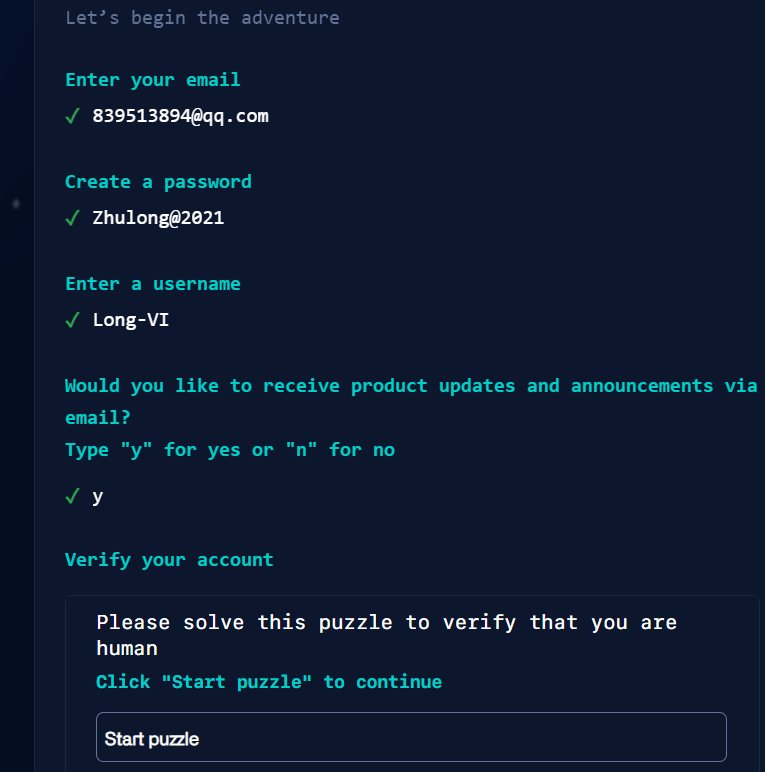 Let’s begin the adventure
Enter your email
✓ 839513894@qq.com
Create a password
✓ Zhulong@2021
Enter a username
✓ Long-VI
Would you like to receive product updates and announcements via
email?
Type "y" for yes or "n" for no
✓ y
Verify your account
Please solve this puzzle to verify that you are
human
Click "Start puzzle" to continue
Start puzzle